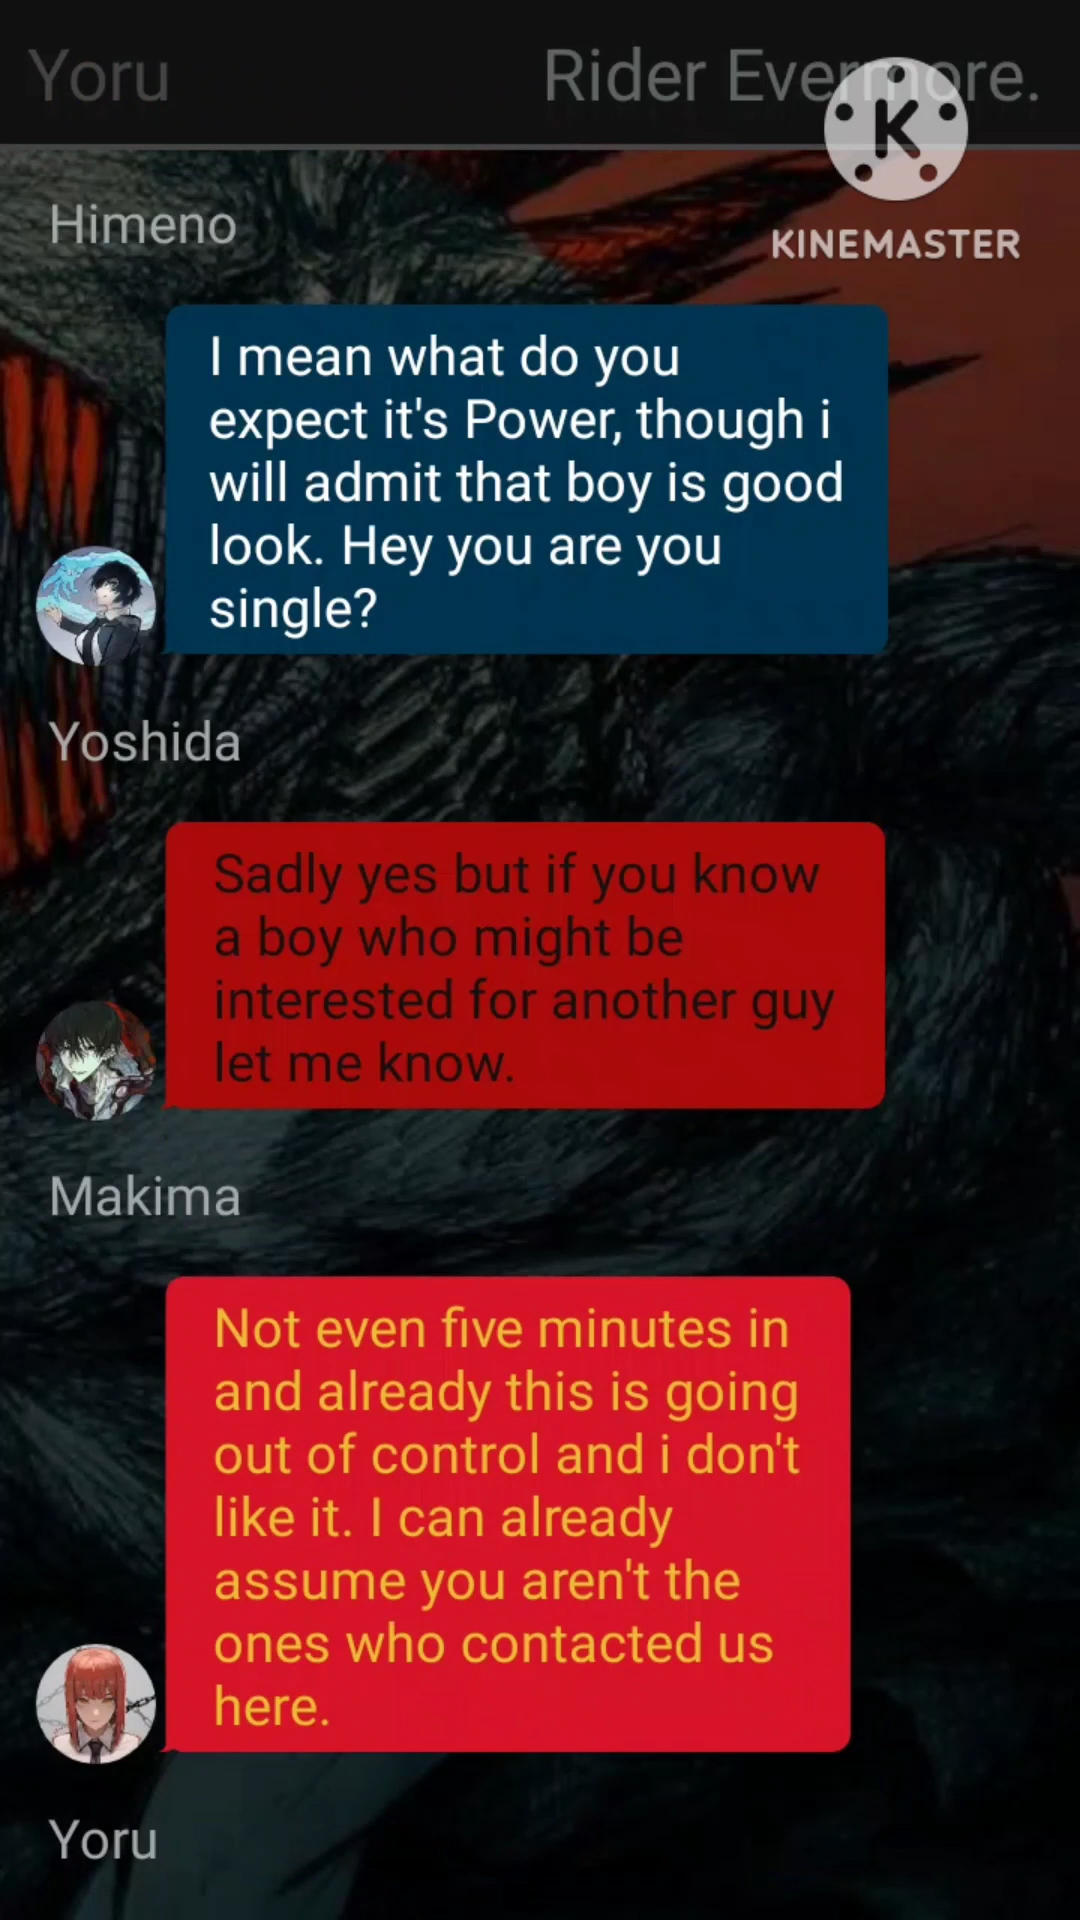 Yoru
Rider Evermore.
KINEMASTER
Himeno
I mean what do you
expect it's Power, though i
will admit that boy is good
look. Hey you are you
single?
Yoshida
Sadly yes but if you know
a boy who might be
interested for another guy
let me know.
Makima
Not even five minutes in
and already this is going
out of control and i don't
like it. I can already
assume you aren't the
ones who contacted us
here.
Yoru